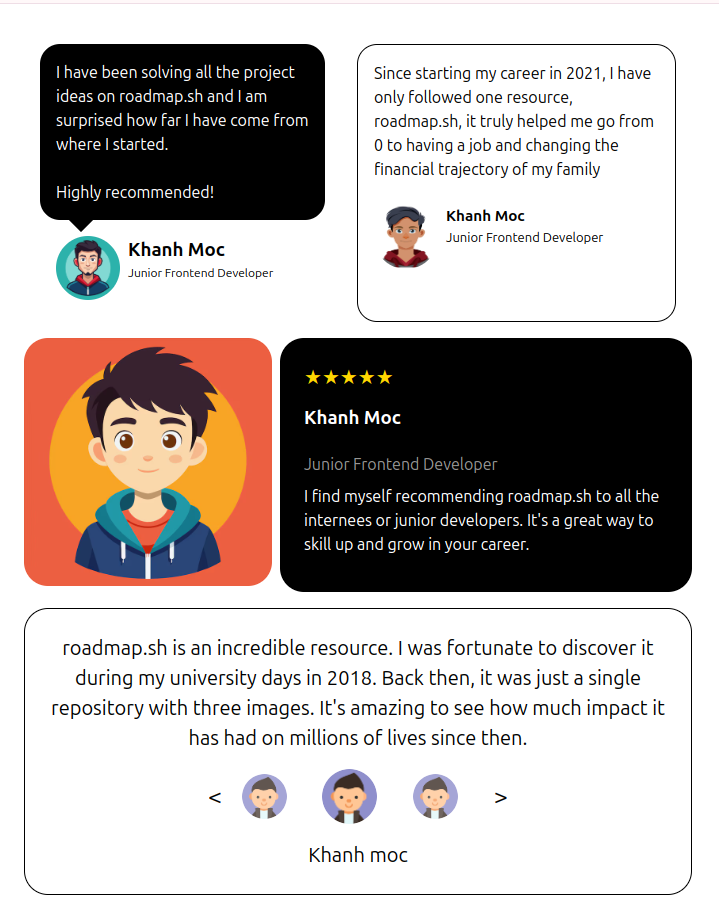 I have been solving all the project
ideas on roadmap.sh and I am
surprised how far I have come from
where I started.
Highly recommended!
Khanh Moc
Junior Frontend Developer
Since starting my career in 2021, I have
only followed one resource,
roadmap.sh, it truly helped me go from
0 to having a job and changing the
financial trajectory of my family
Khanh Moc
Junior Frontend Developer
★★★★★
Khanh Moc
Junior Frontend Developer
I find myself recommending roadmap.sh to all the
internees or junior developers. It's a great way to
skill up and grow in your career.
roadmap.sh is an incredible resource. I was fortunate to discover it
during my university days in 2018. Back then, it was just a single
repository with three images. It's amazing to see how much impact it
has had on millions of lives since then.
< >
Khanh moc